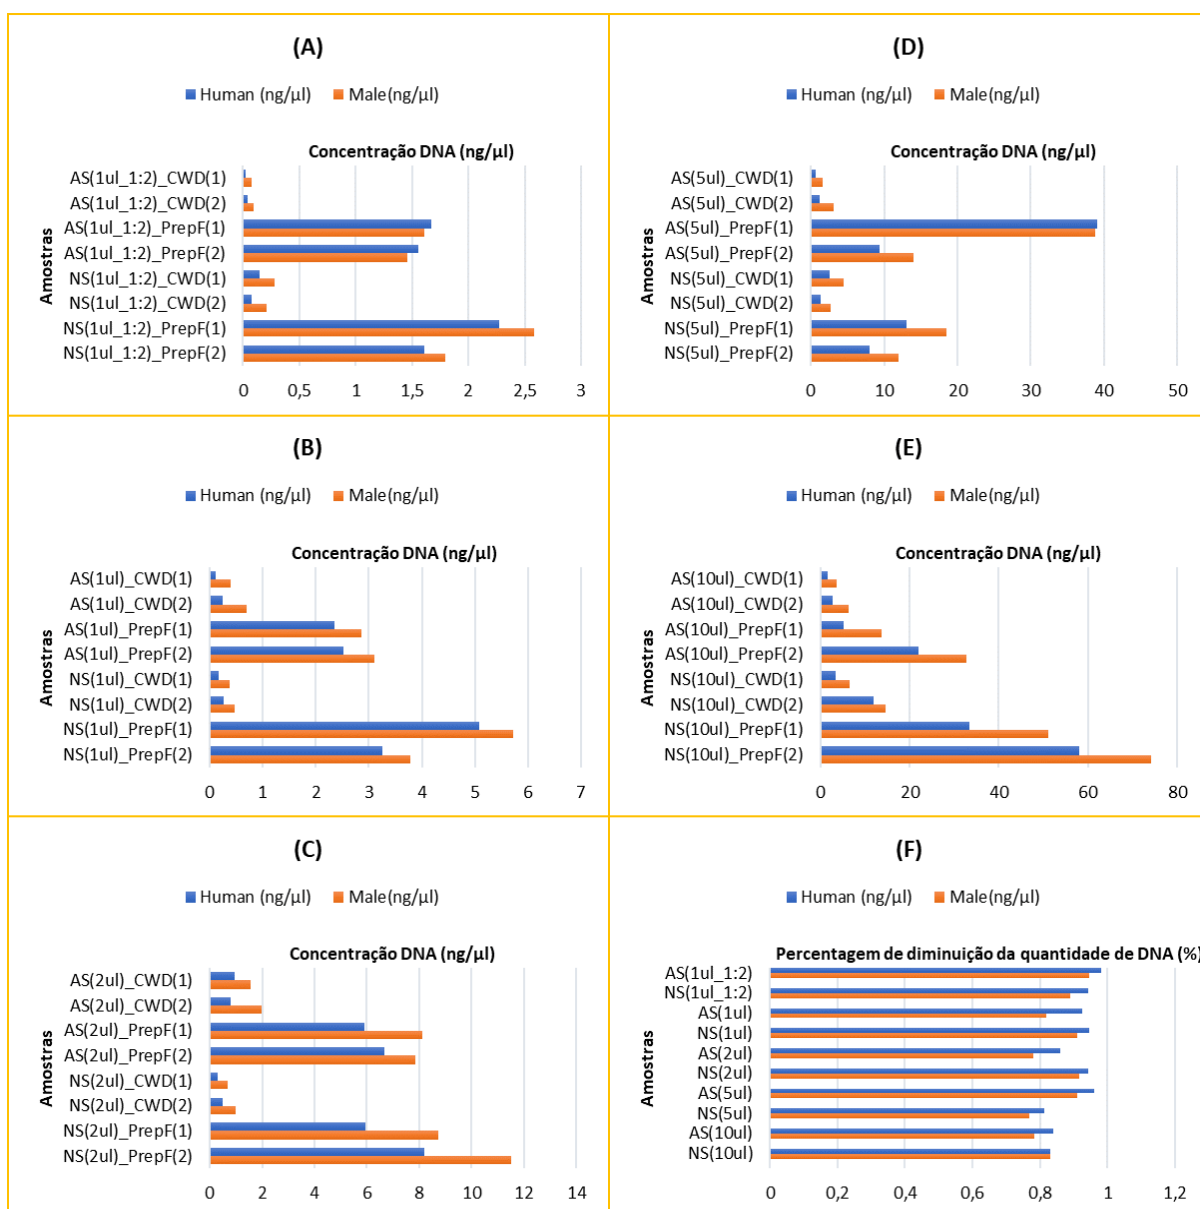 (A)
Human (ng/µl) Male(ng/µl)
Concentração DNA (ng/µl)
Amostras
AS(1ul_1:2)_CWD(1)
AS(1ul_1:2)_CWD(2)
AS(1ul_1:2)_PrepF(1)
AS(1ul_1:2)_PrepF(2)
NS(1ul_1:2)_CWD(1)
NS(1ul_1:2)_CWD(2)
NS(1ul_1:2)_PrepF(1)
NS(1ul_1:2)_PrepF(2)
0 0,5 1 1,5 2 2,5 3
(D)
Human (ng/µl) Male(ng/µl)
Concentração DNA (ng/µl)
Amostras
AS(5ul)_CWD(1)
AS(5ul)_CWD(2)
AS(5ul)_PrepF(1)
AS(5ul)_PrepF(2)
NS(5ul)_CWD(1)
NS(5ul)_CWD(2)
NS(5ul)_PrepF(1)
NS(5ul)_PrepF(2)
0 10 20 30 40 50
(B)
Human (ng/µl) Male(ng/µl)
Concentração DNA (ng/µl)
Amostras
AS(1ul)_CWD(1)
AS(1ul)_CWD(2)
AS(1ul)_PrepF(1)
AS(1ul)_PrepF(2)
NS(1ul)_CWD(1)
NS(1ul)_CWD(2)
NS(1ul)_PrepF(1)
NS(1ul)_PrepF(2)
0 1 2 3 4 5 6 7
(E)
Human (ng/µl) Male(ng/µl)
Concentração DNA (ng/µl)
Amostras
AS(10ul)_CWD(1)
AS(10ul)_CWD(2)
AS(10ul)_PrepF(1)
AS(10ul)_PrepF(2)
NS(10ul)_CWD(1)
NS(10ul)_CWD(2)
NS(10ul)_PrepF(1)
NS(10ul)_PrepF(2)
0 20 40 60 80
(C)
Human (ng/µl) Male(ng/µl)
Concentração DNA (ng/µl)
Amostras
AS(2ul)_CWD(1)
AS(2ul)_CWD(2)
AS(2ul)_PrepF(1)
AS(2ul)_PrepF(2)
NS(2ul)_CWD(1)
NS(2ul)_CWD(2)
NS(2ul)_PrepF(1)
NS(2ul)_PrepF(2)
0 2 4 6 8 10 12 14
(F)
Human (ng/µl) Male(ng/µl)
Percentagem de diminuição da quantidade de DNA (%)
Amostras
AS(1ul_1:2)
NS(1ul_1:2)
AS(1ul)
NS(1ul)
AS(2ul)
NS(2ul)
AS(5ul)
NS(5ul)
AS(10ul)
NS(10ul)
0 0,2 0,4 0,6 0,8 1 1,2